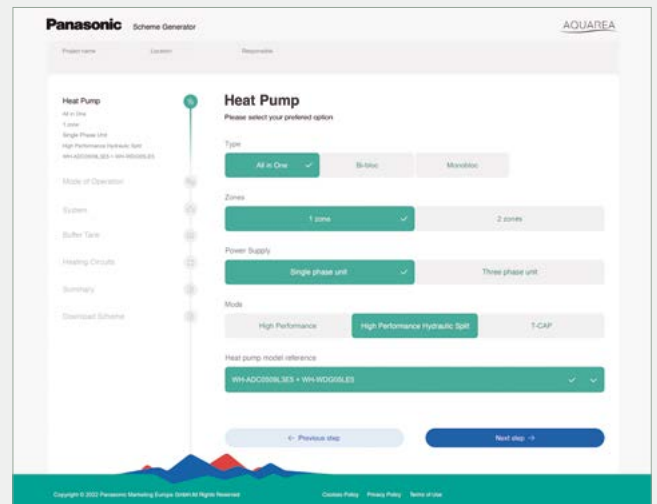 Panasonic Scheme Generator
AQUAREA
Project name Location Responsible
Heat Pump
All in One
1 zone
Single Phase Unit
High Performance Hydraulic Split
Mode of Operation
System
Buffer Tank
Heating Circuits
Summary
Download Scheme
Heat Pump
Please select your prefered option
Type
All in One Bi-bloc Monobloc
Zones
1 zone 2 zones
Power Supply
Single phase unit Three phase unit
Mode
High Performance High Performance Hydraulic Split T-CAP
Heat pump model reference
WH-ADC0509L3E5 + WH-WDG05LE5
← Previous step Next step →
Copyright © 2022 Panasonic Marketing Europe GmbH All Rights Reserved Cookies Policy Privacy Policy Terms of Use